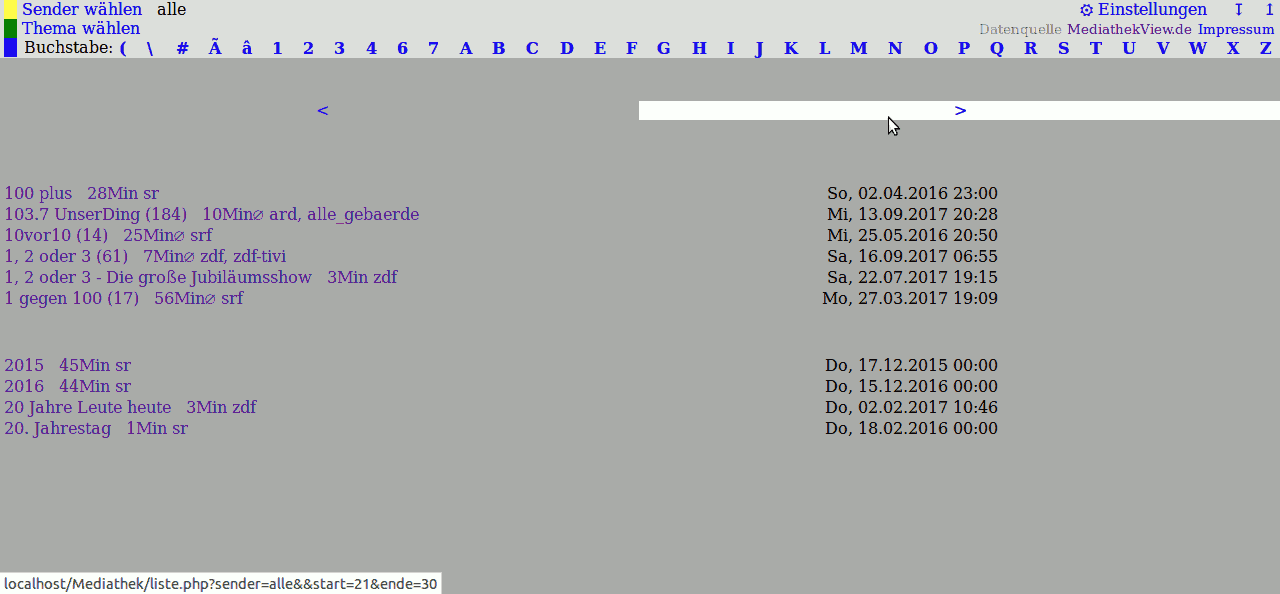 Sender wählen alle ⚙ Einstellungen ↧ ↥
Thema wählen Datenquelle MediathekView.de Impressum
Buchstabe: ( \ # Ã â 1 2 3 4 6 7 A B C D E F G H I J K L M N O P Q R S T U V W X Z
< >
100 plus 28Min sr So, 02.04.2016 23:00
103.7 UnserDing (184) 10Min∅ ard, alle_gebaerde Mi, 13.09.2017 20:28
10vor10 (14) 25Min∅ srf Mi, 25.05.2016 20:50
1, 2 oder 3 (61) 7Min∅ zdf, zdf-tivi Sa, 16.09.2017 06:55
1, 2 oder 3 - Die große Jubiläumsshow 3Min zdf Sa, 22.07.2017 19:15
1 gegen 100 (17) 56Min∅ srf Mo, 27.03.2017 19:09
2015 45Min sr Do, 17.12.2015 00:00
2016 44Min sr Do, 15.12.2016 00:00
20 Jahre Leute heute 3Min zdf Do, 02.02.2017 10:46
20. Jahrestag 1Min sr Do, 18.02.2016 00:00
localhost/Mediathek/liste.php?sender=alle&&start=21&ende=30